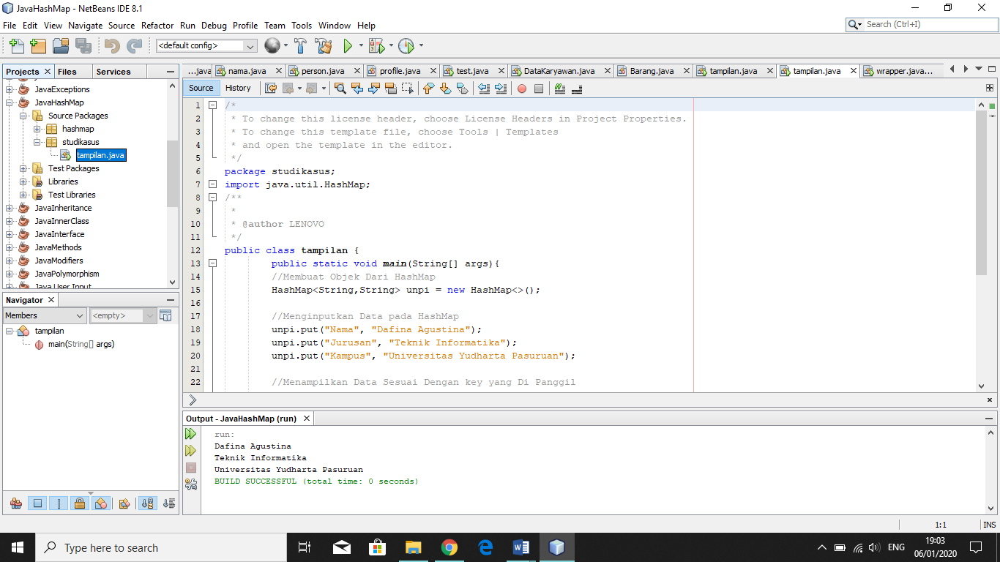 JavaHashMap - NetBeans IDE 8.1
File Edit View Navigate Source Refactor Run Debug Profile Team Tools Window Help
Search (Ctrl+I)
<default config>
Projects Files Services
JavaExceptions
JavaHashMap
Source Packages
hashmap
studikasus
tampilan.java
Test Packages
Libraries
Test Libraries
JavaInheritance
JavaInnerClass
JavaInterface
JavaMethods
JavaModifiers
JavaPolymorphism
Java User Input
Navigator
Members <empty>
tampilan
main(String[] args)
...java nama.java person.java profile.java test.java DataKaryawan.java Barang.java tampilan.java tampilan.java wrapper.java...
Source History
1 /*
2 * To change this license header, choose License Headers in Project Properties.
3 * To change this template file, choose Tools | Templates
4 * and open the template in the editor.
5 */
6 package studikasus;
7 import java.util.HashMap;
8 /**
9 *
10 * @author LENOVO
11 */
12 public class tampilan {
13 public static void main(String[] args){
14 //Membuat Objek Dari HashMap
15 HashMap<String,String> unpi = new HashMap<>();
16
17 //Menginputkan Data pada HashMap
18 unpi.put("Nama", "Dafina Agustina");
19 unpi.put("Jurusan", "Teknik Informatika");
20 unpi.put("Kampus", "Universitas Yudharta Pasuruan");
21
22 //Menampilkan Data Sesuai Dengan key yang Di Panggil
Output - JavaHashMap (run)
run:
Dafina Agustina
Teknik Informatika
Universitas Yudharta Pasuruan
BUILD SUCCESSFUL (total time: 0 seconds)
1:1 INS
Type here to search
ENG
19:03
06/01/2020